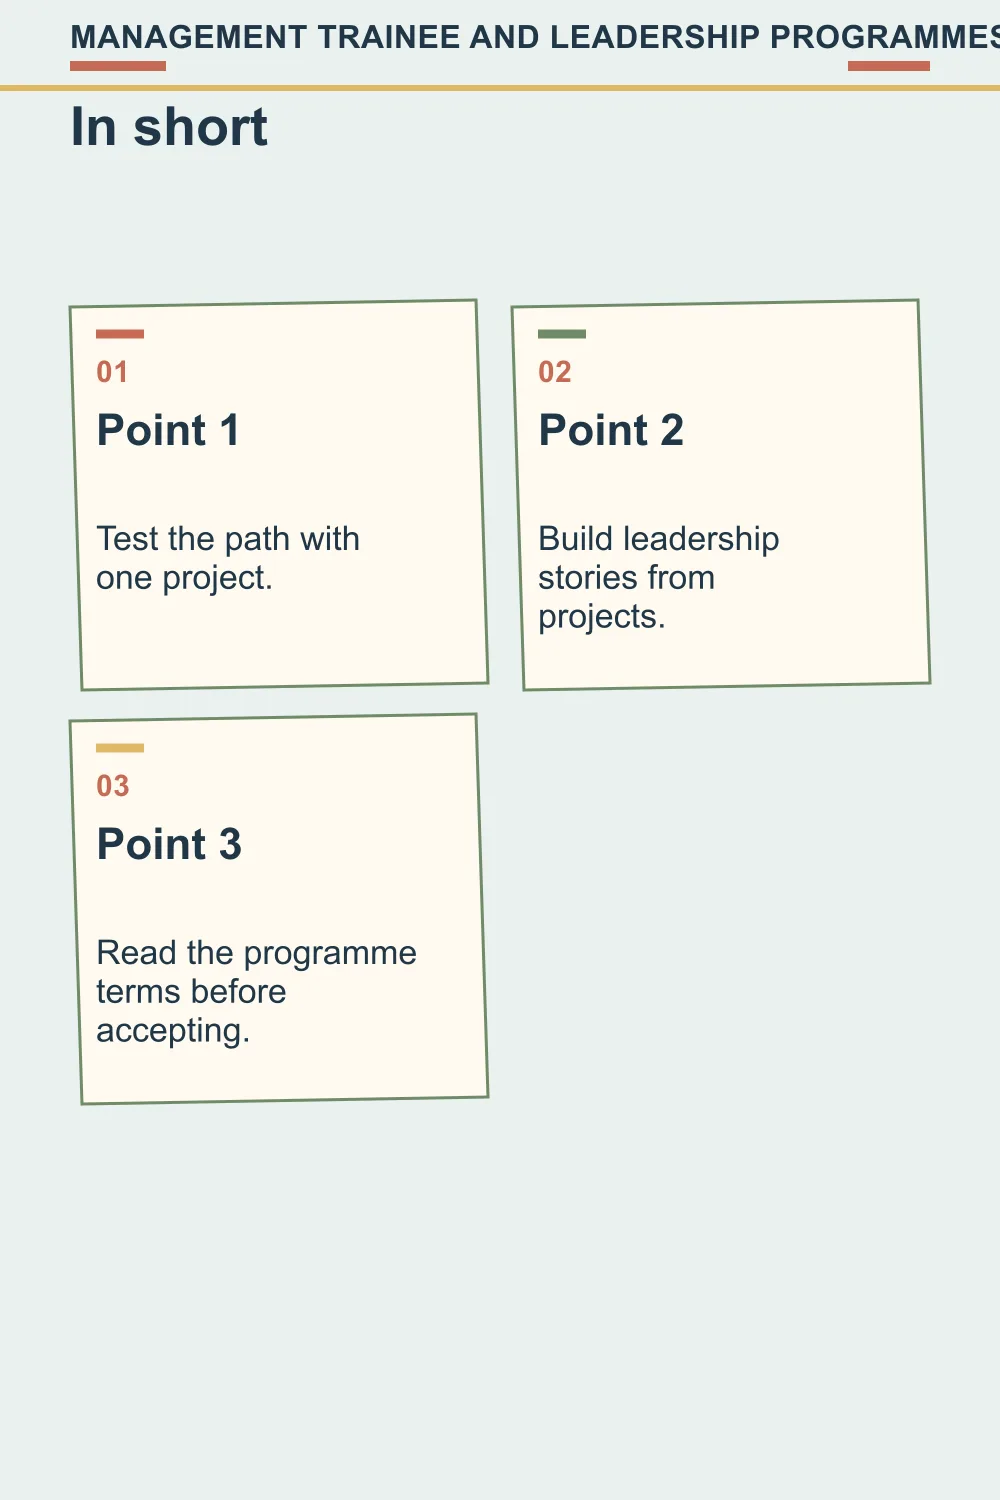 MANAGEMENT TRAINEE AND LEADERSHIP PROGRAMMES
In short
01
Point 1
Test the path with
one project.
02
Point 2
Build leadership
stories from
projects.
03
Point 3
Read the programme
terms before
accepting.